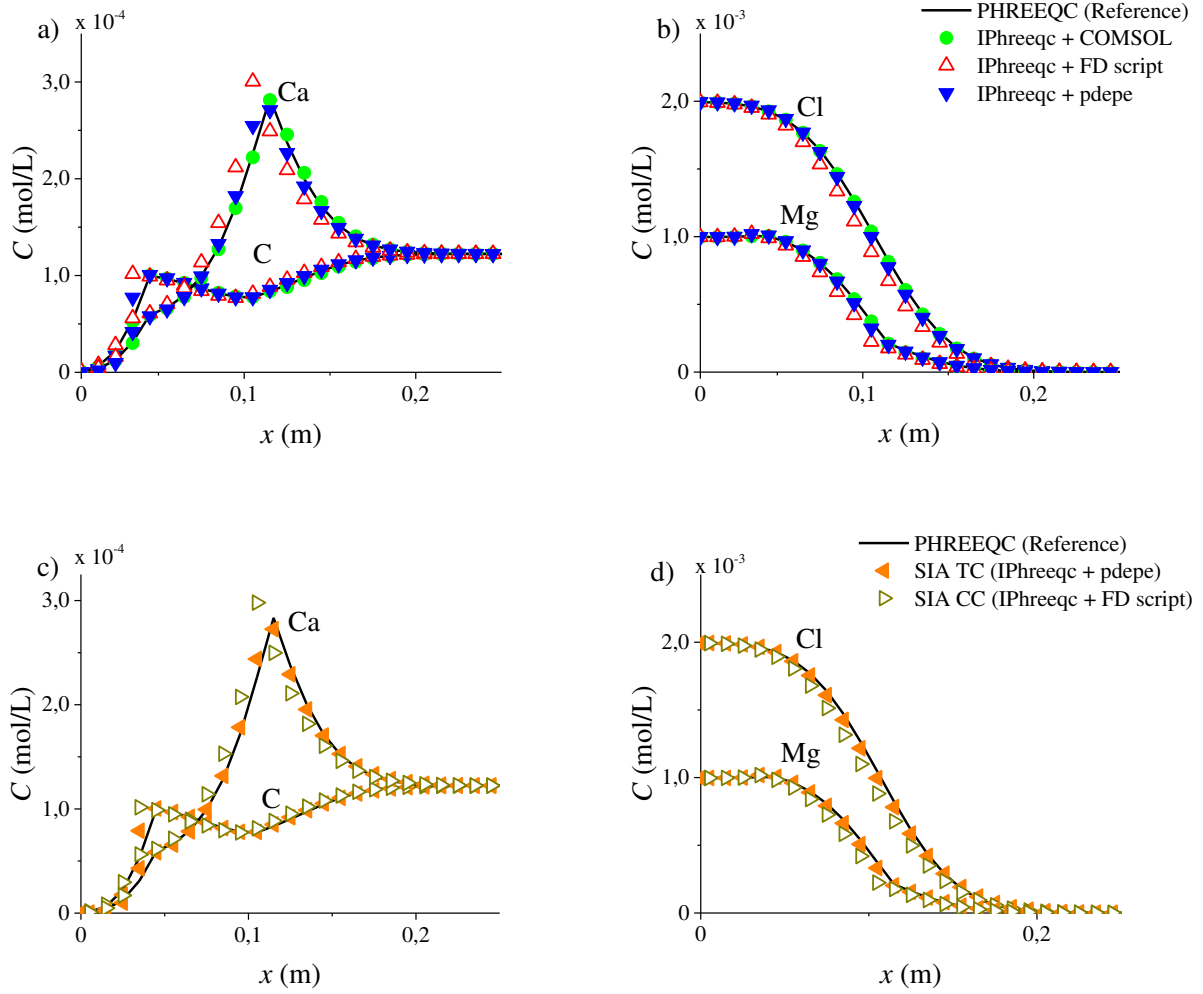 a)
x 10⁻⁴
3,0
2,0
1,0
0
C (mol/L)
Ca
C
0
0,1
0,2
x (m)
b)
x 10⁻³
PHREEQC (Reference)
IPhreeqc + COMSOL
IPhreeqc + FD script
IPhreeqc + pdepe
2,0
1,0
0
C (mol/L)
Cl
Mg
0
0,1
0,2
x (m)
c)
x 10⁻⁴
3,0
2,0
1,0
0
C (mol/L)
Ca
C
0
0,1
0,2
x (m)
d)
x 10⁻³
PHREEQC (Reference)
SIA TC (IPhreeqc + pdepe)
SIA CC (IPhreeqc + FD script)
2,0
1,0
0
C (mol/L)
Cl
Mg
0
0,1
0,2
x (m)